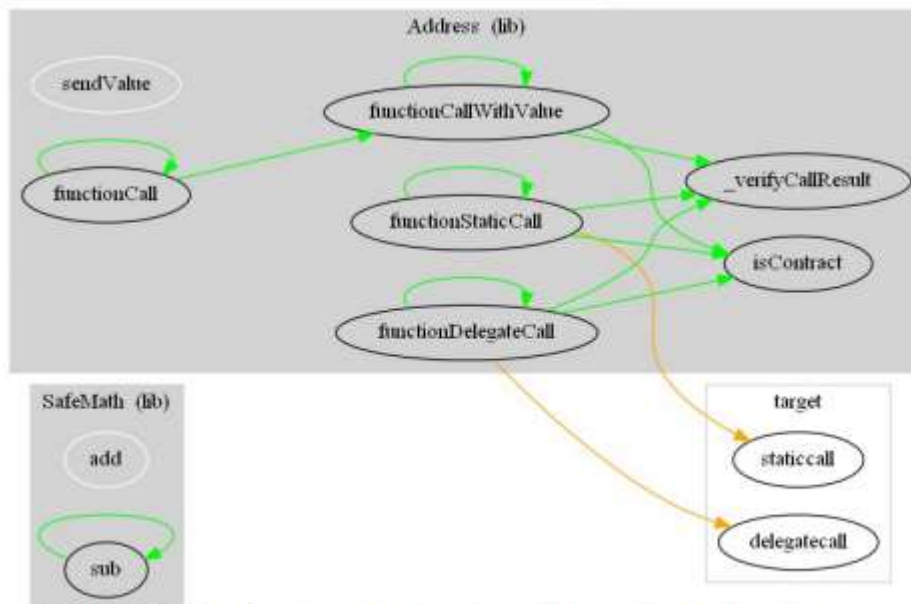 Address (lib)
sendValue
functionCallWithValue
functionCall
_verifyCallResult
functionStaticCall
isContract
functionDelegateCall
SafeMath (lib)
target
add
staticcall
sub
delegatecall